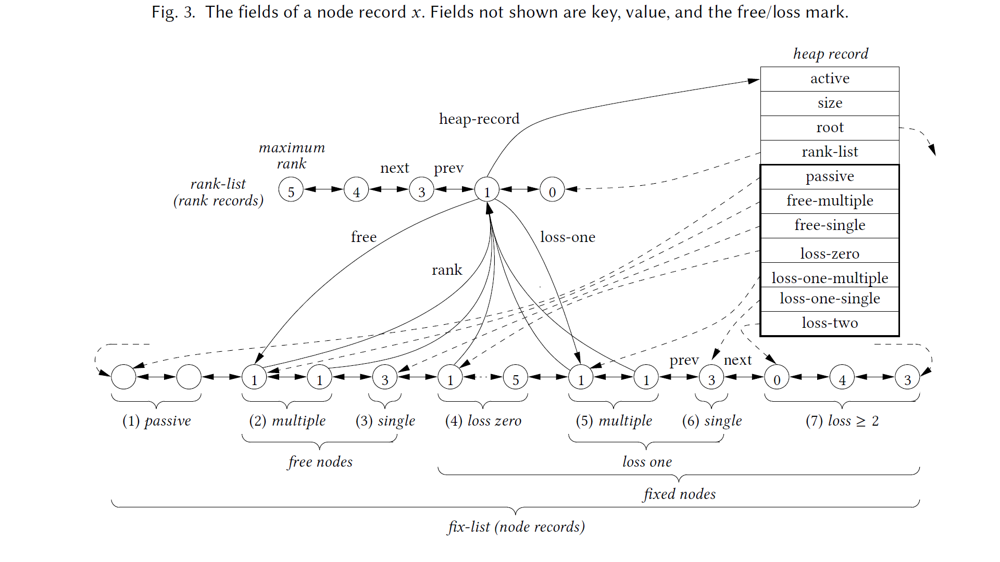 Fig. 3. The fields of a node record x. Fields not shown are key, value, and the free/loss mark.
heap record
active
size
root
rank-list
passive
free-multiple
free-single
loss-zero
loss-one-multiple
loss-one-single
loss-two
heap-record
maximum
rank
next prev
rank-list
(rank records)
5 4 3 1 0
free
loss-one
rank
prev next
1 1 3 1 5 1 1 3 0 4 3
(1) passive (2) multiple (3) single (4) loss zero (5) multiple (6) single (7) loss ≥ 2
free nodes
loss one
fixed nodes
fix-list (node records)